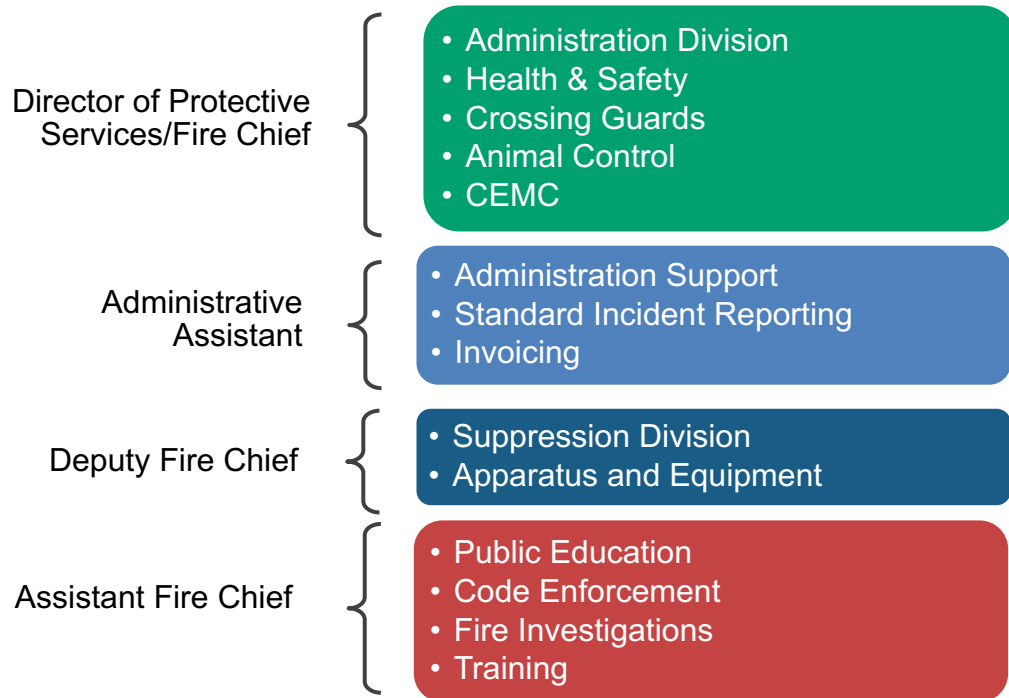 Director of Protective
Services/Fire Chief
• Administration Division
• Health & Safety
• Crossing Guards
• Animal Control
• CEMC
Administrative
Assistant
• Administration Support
• Standard Incident Reporting
• Invoicing
Deputy Fire Chief
• Suppression Division
• Apparatus and Equipment
Assistant Fire Chief
• Public Education
• Code Enforcement
• Fire Investigations
• Training